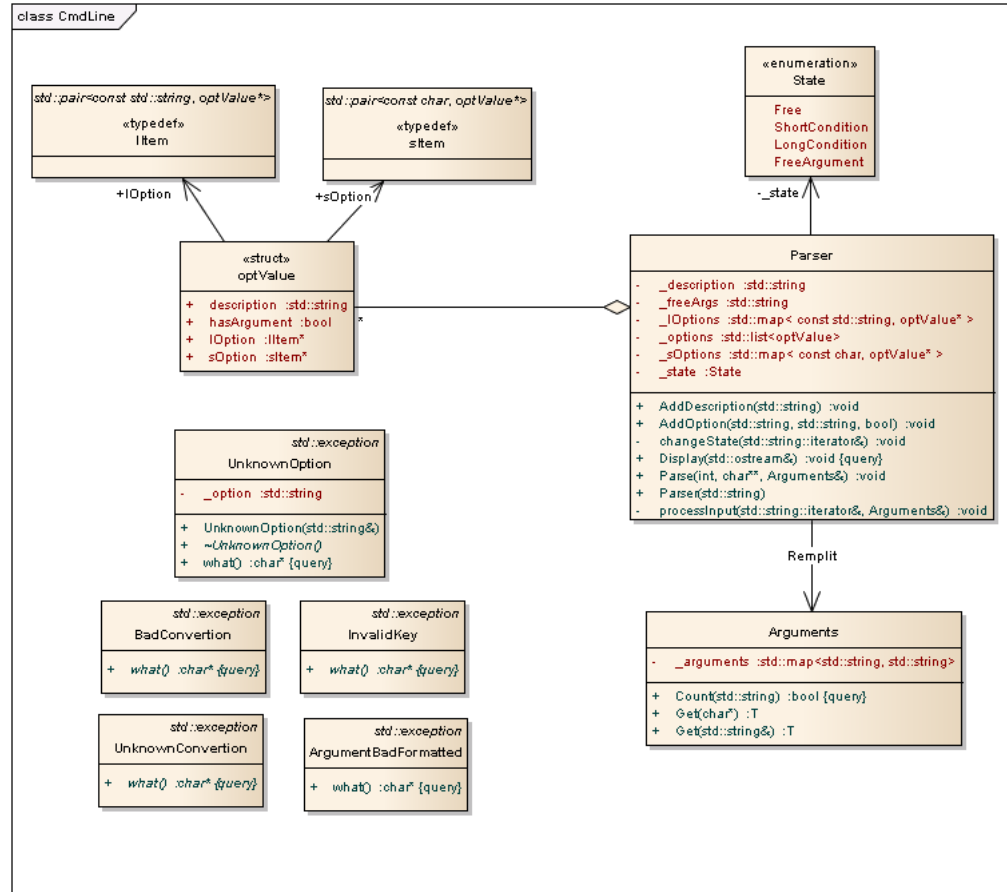 class CmdLine
std::pair<const std::string, optValue*>
«typedef»
lItem
std::pair<const char, optValue*>
«typedef»
sItem
«enumeration»
State
Free
ShortCondition
LongCondition
FreeArgument
+lOption
+sOption
-_state
«struct»
optValue
+ description :std::string
+ hasArgument :bool
+ lOption :lItem*
+ sOption :sItem*
*
Parser
- _description :std::string
- _freeArgs :std::string
- _lOptions :std::map< const std::string, optValue* >
- _options :std::list<optValue>
- _sOptions :std::map< const char, optValue* >
- _state :State
+ AddDescription(std::string) :void
+ AddOption(std::string, std::string, bool) :void
- changeState(std::string::iterator&) :void
+ Display(std::ostream&) :void {query}
+ Parse(int, char**, Arguments&) :void
+ Parser(std::string)
- processInput(std::string::iterator&, Arguments&) :void
std::exception
UnknownOption
- _option :std::string
+ UnknownOption(std::string&)
+ ~UnknownOption()
+ what() :char* {query}
Remplit
std::exception
BadConvertion
+ what() :char* {query}
std::exception
InvalidKey
+ what() :char* {query}
Arguments
- _arguments :std::map<std::string, std::string>
+ Count(std::string) :bool {query}
+ Get(char*) :T
+ Get(std::string&) :T
std::exception
UnknownConvertion
+ what() :char* {query}
std::exception
ArgumentBadFormatted
+ what() :char* {query}